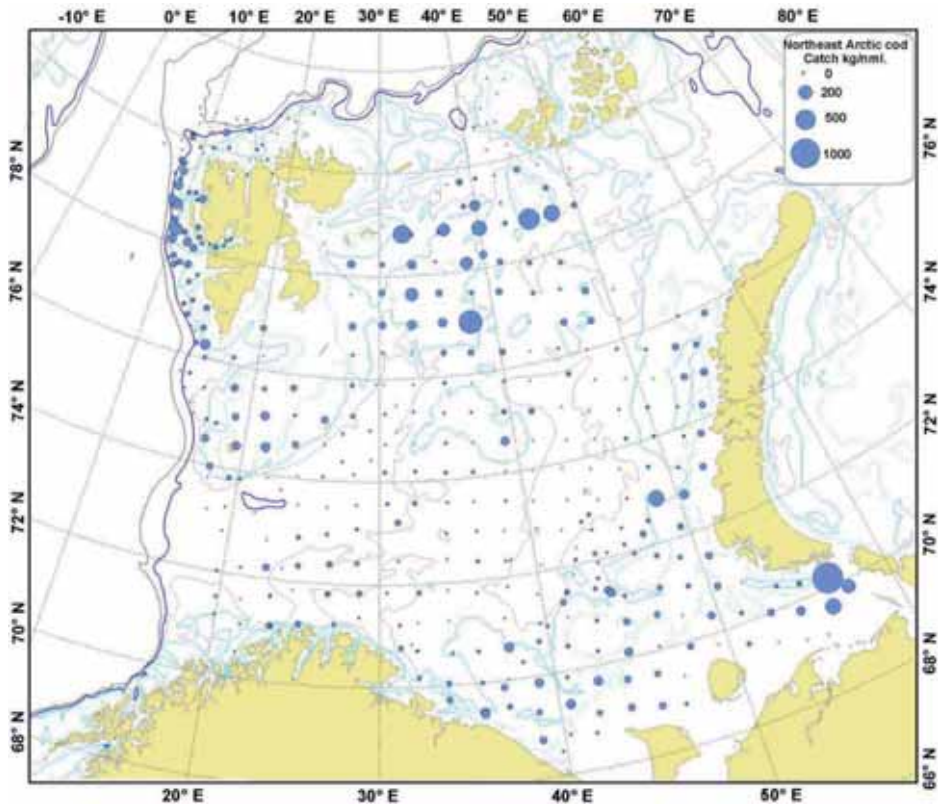 -10° E 0° E 10° E 20° E 30° E 40° E 50° E 60° E 70° E 80° E
Northeast Arctic cod
Catch kg/nml.
0
200
500
1000
78° N
76° N
74° N
72° N
70° N
68° N
76° N
74° N
72° N
70° N
68° N
66° N
20° E 30° E 40° E 50° E